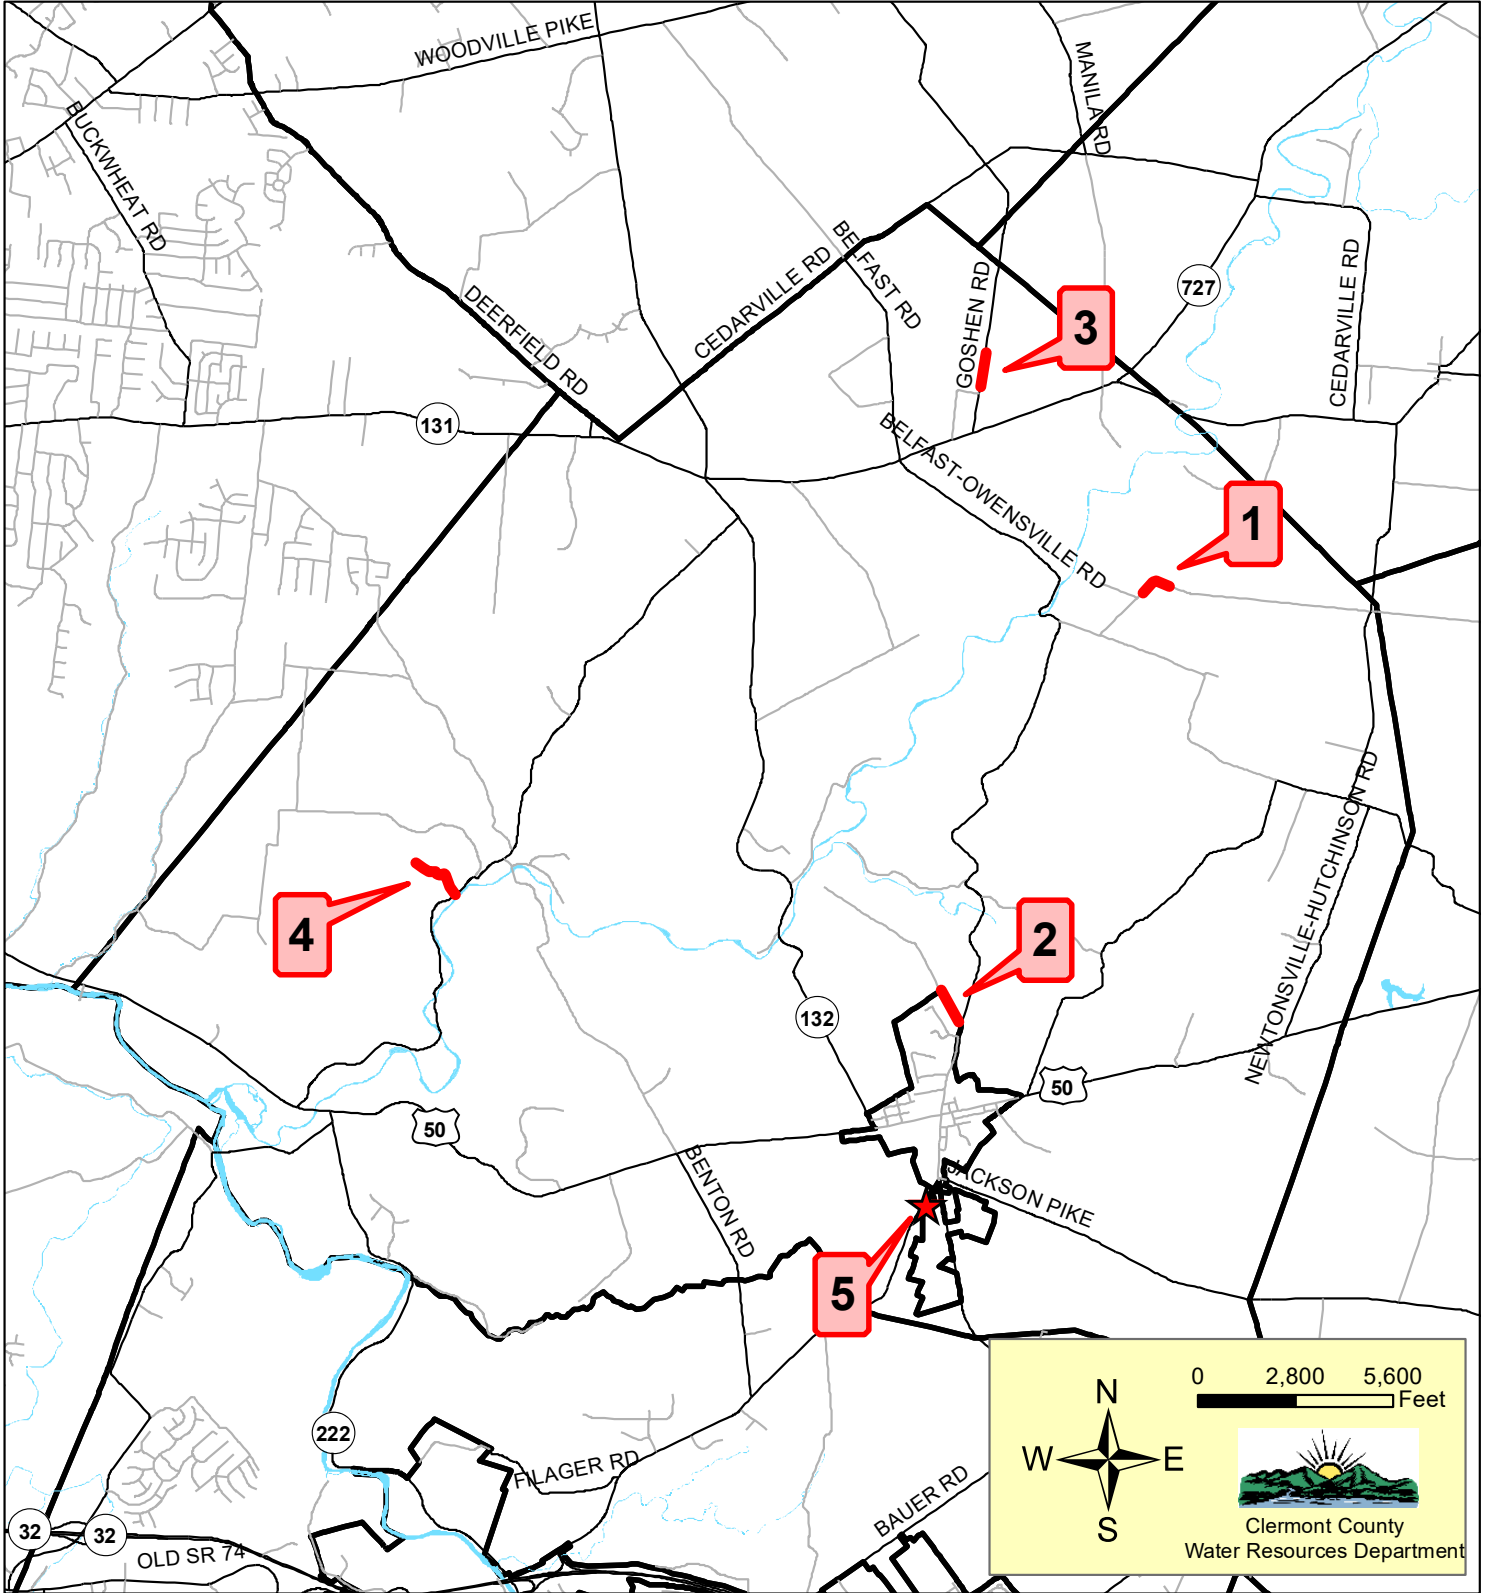 WOODVILLE PIKE
MANILA RD
BUCKWHEAT RD
BELFAST RD
CEDARVILLE RD
GOSHEN RD
727
CEDARVILLE RD
DEERFIELD RD
3
131
BELFAST-OWENSVILLE RD
1
NEWTONSVILLE-HUTCHINSON RD
4
2
132
50
50
BENTON RD
JACKSON PIKE
5
222
FILAGER RD
BAUER RD
32
32
OLD SR 74
0 2,800 5,600
Feet
N
W E
S
Clermont County
Water Resources Department